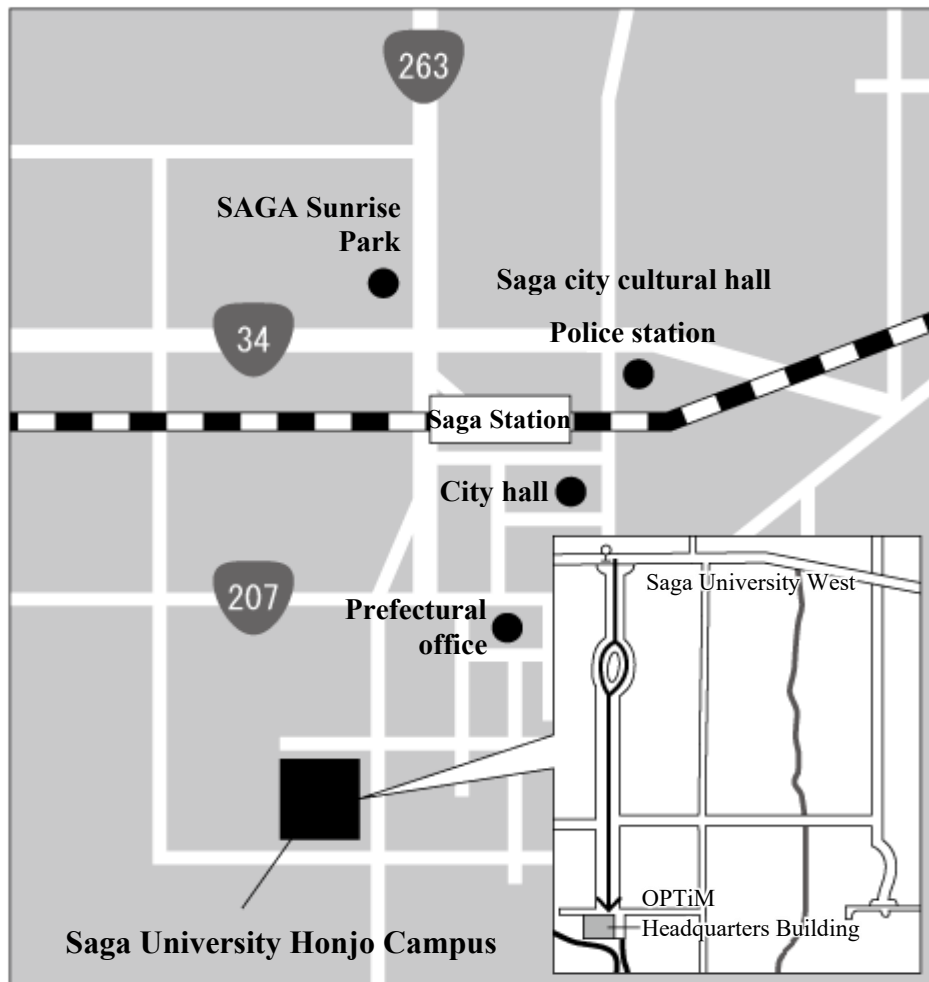 263
SAGA Sunrise
Park
Saga city cultural hall
34
Police station
Saga Station
City hall
Saga University West
207
Prefectural
office
OPTiM
Headquarters Building
Saga University Honjo Campus